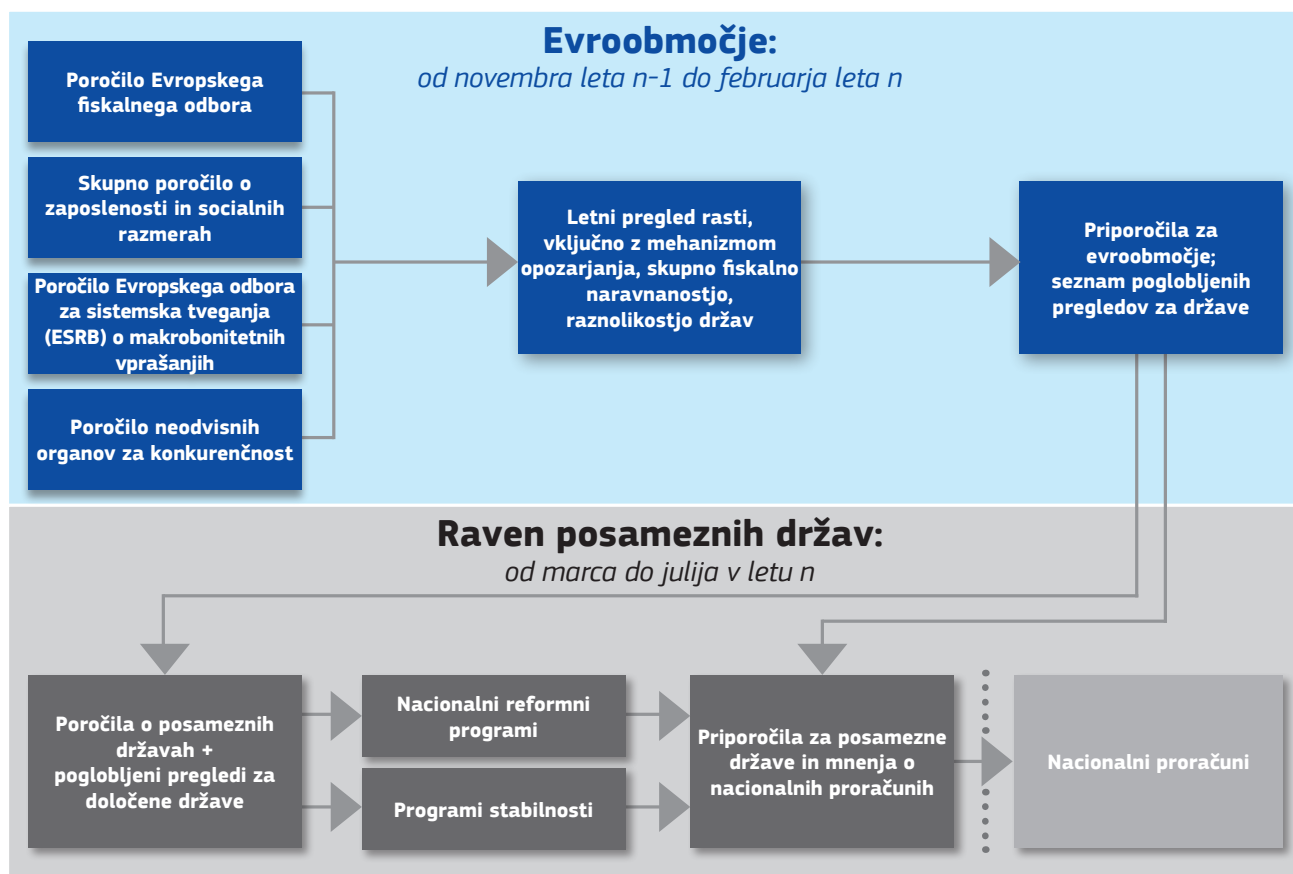 Evroobmočje:
od novembra leta n-1 do februarja leta n
Poročilo Evropskega
fiskalnega odbora
Skupno poročilo o
zaposlenosti in socialnih
razmerah
Poročilo Evropskega odbora
za sistemska tveganja
(ESRB) o makrobonitetnih
vprašanjih
Poročilo neodvisnih
organov za konkurenčnost
Letni pregled rasti,
vključno z mehanizmom
opozarjanja, skupno fiskalno
naravnanostjo,
raznolikostjo držav
Priporočila za
evroobmočje;
seznam poglobljenih
pregledov za države
Raven posameznih držav:
od marca do julija v letu n
Poročila o posameznih
državah +
poglobljeni pregledi za
določene države
Nacionalni reformni
programi
Programi stabilnosti
Priporočila za posamezne
države in mnenja o
nacionalnih proračunih
Nacionalni proračuni